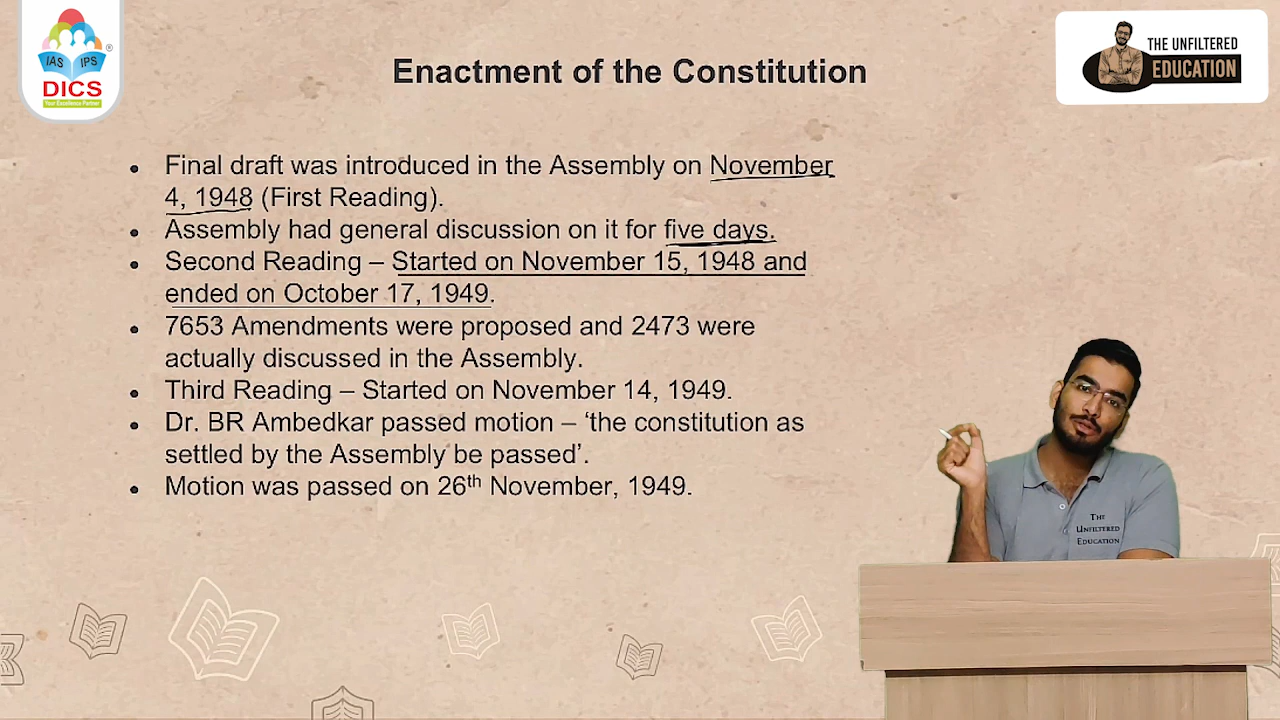 IAS IPS
®
DICS
Your Excellence Partner
THE UNFILTERED
EDUCATION
Enactment of the Constitution
• Final draft was introduced in the Assembly on November
4, 1948 (First Reading).
• Assembly had general discussion on it for five days.
• Second Reading – Started on November 15, 1948 and
ended on October 17, 1949.
• 7653 Amendments were proposed and 2473 were
actually discussed in the Assembly.
• Third Reading – Started on November 14, 1949.
• Dr. BR Ambedkar passed motion – ‘the constitution as
settled by the Assembly be passed’.
• Motion was passed on 26th November, 1949.
THE
UNFILTERED
EDUCATION